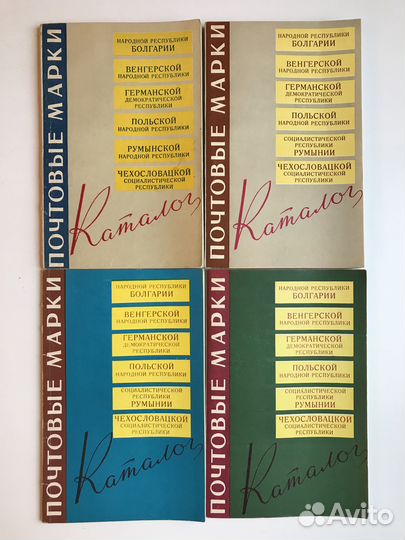 ПОЧТОВЫЕ МАРКИ
НАРОДНОЙ РЕСПУБЛИКИ
БОЛГАРИИ
ВЕНГЕРСКОЙ
НАРОДНОЙ РЕСПУБЛИКИ
ГЕРМАНСКОЙ
ДЕМОКРАТИЧЕСКОЙ
РЕСПУБЛИКИ
ПОЛЬСКОЙ
НАРОДНОЙ РЕСПУБЛИКИ
РУМЫНСКОЙ
НАРОДНОЙ РЕСПУБЛИКИ
ЧЕХОСЛОВАЦКОЙ
СОЦИАЛИСТИЧЕСКОЙ
РЕСПУБЛИКИ
Каталог
ПОЧТОВЫЕ МАРКИ
НАРОДНОЙ РЕСПУБЛИКИ
БОЛГАРИИ
ВЕНГЕРСКОЙ
НАРОДНОЙ РЕСПУБЛИКИ
ГЕРМАНСКОЙ
ДЕМОКРАТИЧЕСКОЙ
РЕСПУБЛИКИ
ПОЛЬСКОЙ
НАРОДНОЙ РЕСПУБЛИКИ
СОЦИАЛИСТИЧЕСКОЙ
РЕСПУБЛИКИ
РУМЫНИИ
ЧЕХОСЛОВАЦКОЙ
СОЦИАЛИСТИЧЕСКОЙ
РЕСПУБЛИКИ
Каталог
ПОЧТОВЫЕ МАРКИ
НАРОДНОЙ РЕСПУБЛИКИ
БОЛГАРИИ
ВЕНГЕРСКОЙ
НАРОДНОЙ РЕСПУБЛИКИ
ГЕРМАНСКОЙ
ДЕМОКРАТИЧЕСКОЙ
РЕСПУБЛИКИ
ПОЛЬСКОЙ
НАРОДНОЙ РЕСПУБЛИКИ
СОЦИАЛИСТИЧЕСКОЙ
РЕСПУБЛИКИ
РУМЫНИИ
ЧЕХОСЛОВАЦКОЙ
СОЦИАЛИСТИЧЕСКОЙ
РЕСПУБЛИКИ
Каталог
ПОЧТОВЫЕ МАРКИ
НАРОДНОЙ РЕСПУБЛИКИ
БОЛГАРИИ
ВЕНГЕРСКОЙ
НАРОДНОЙ РЕСПУБЛИКИ
ГЕРМАНСКОЙ
ДЕМОКРАТИЧЕСКОЙ
РЕСПУБЛИКИ
ПОЛЬСКОЙ
НАРОДНОЙ РЕСПУБЛИКИ
СОЦИАЛИСТИЧЕСКОЙ
РЕСПУБЛИКИ
РУМЫНИИ
ЧЕХОСЛОВАЦКОЙ
СОЦИАЛИСТИЧЕСКОЙ
РЕСПУБЛИКИ
Каталог
Avito